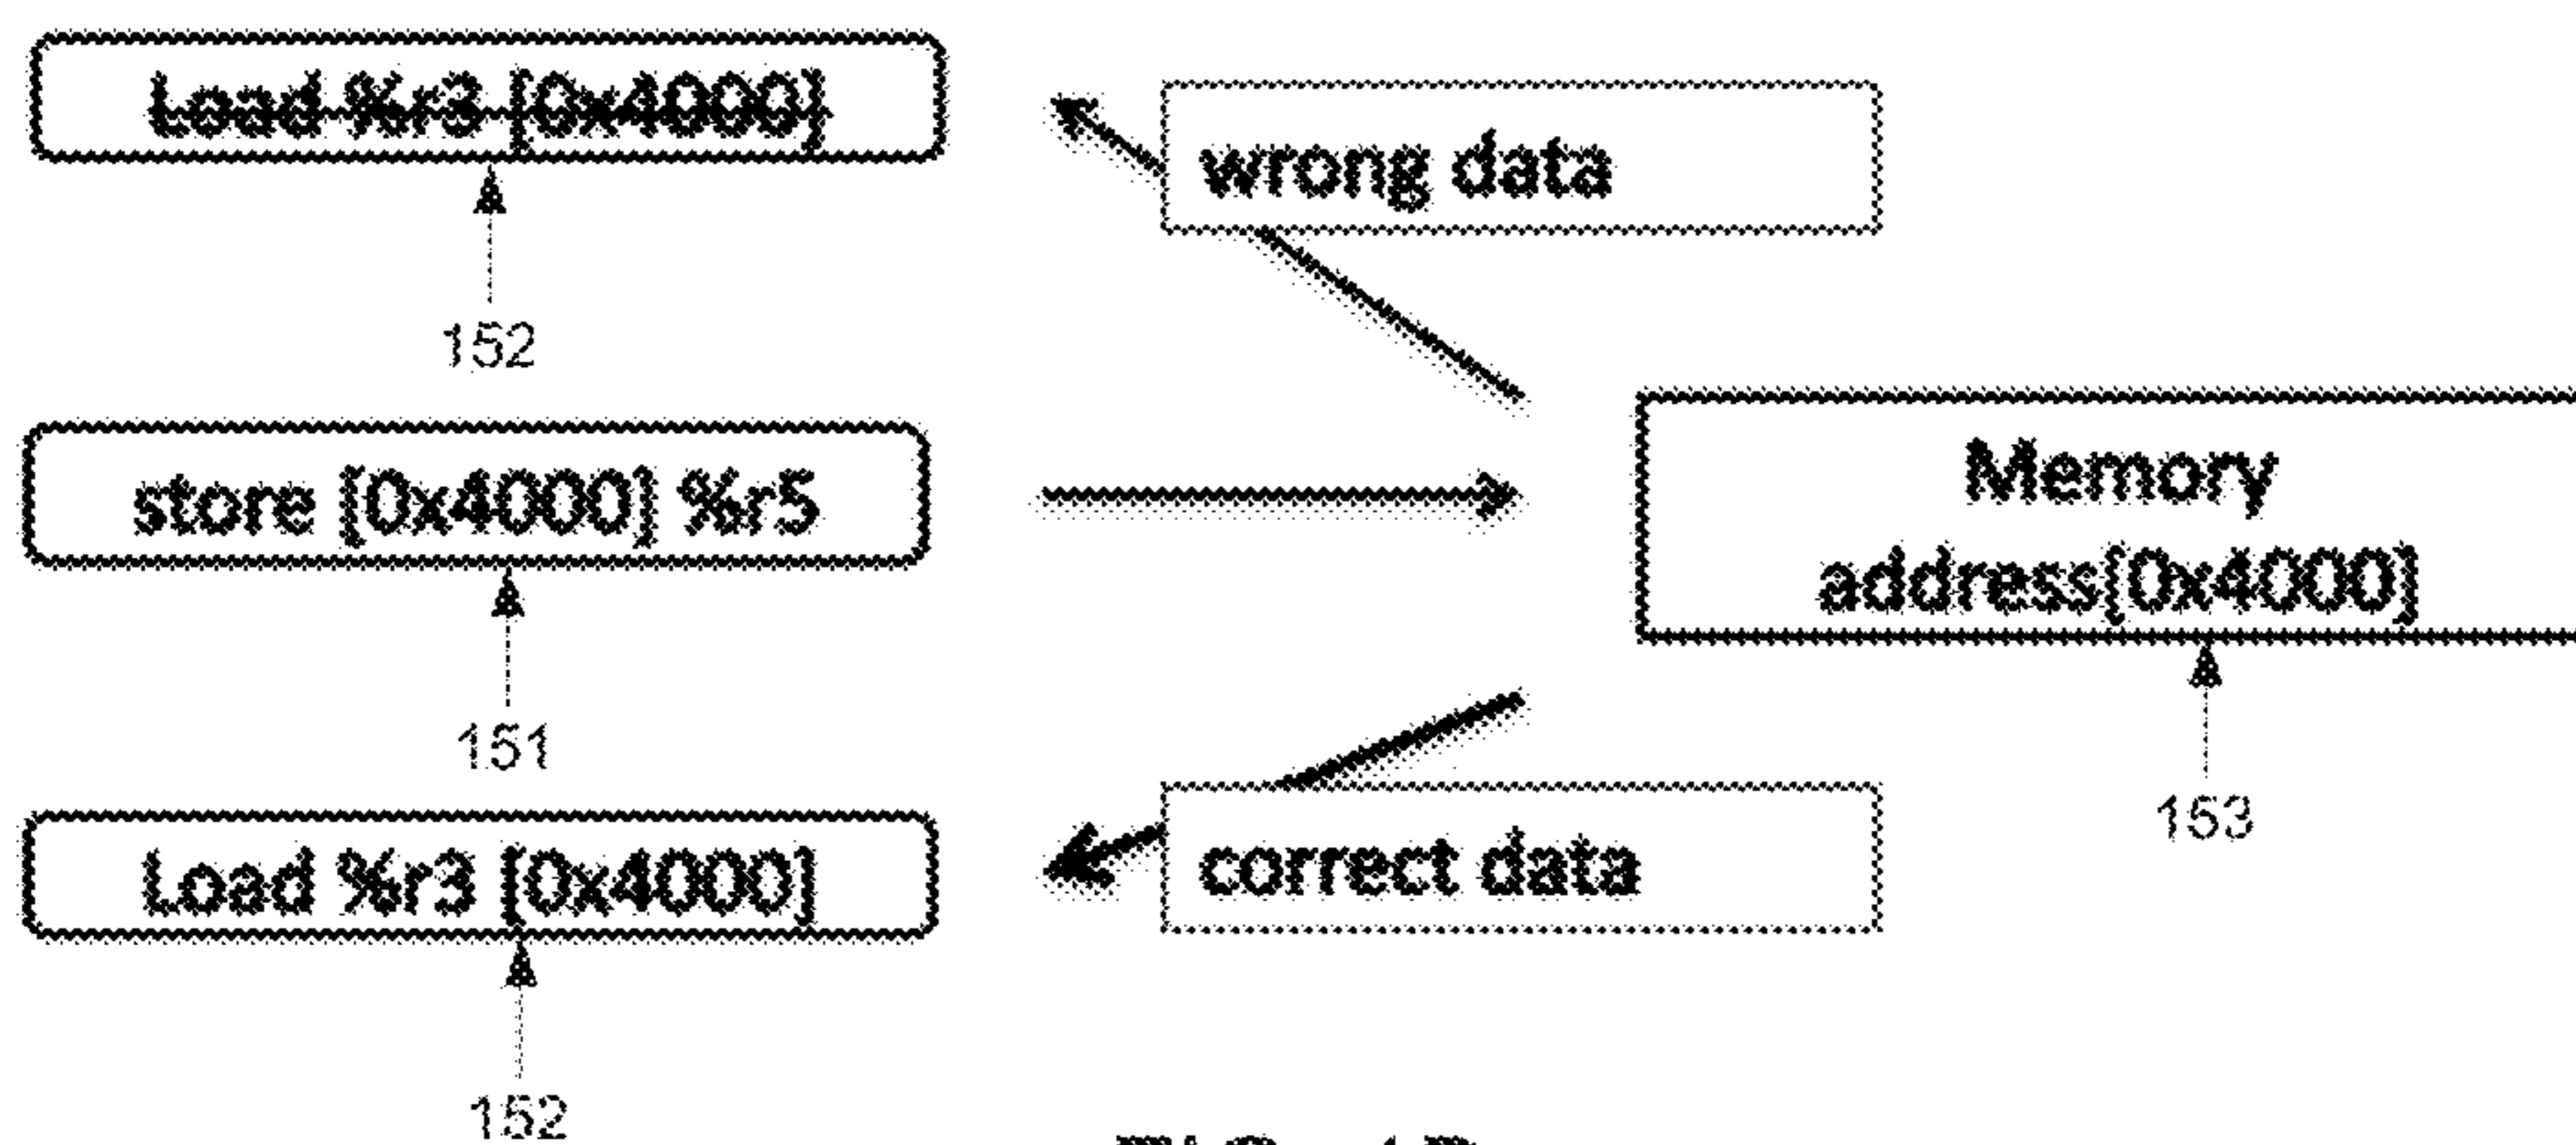 Load %r3 [0x4000]
wrong data
152
store [0x4000] %r5
Memory
address[0x4000]
151
153
Load %r3 [0x4000]
correct data
152